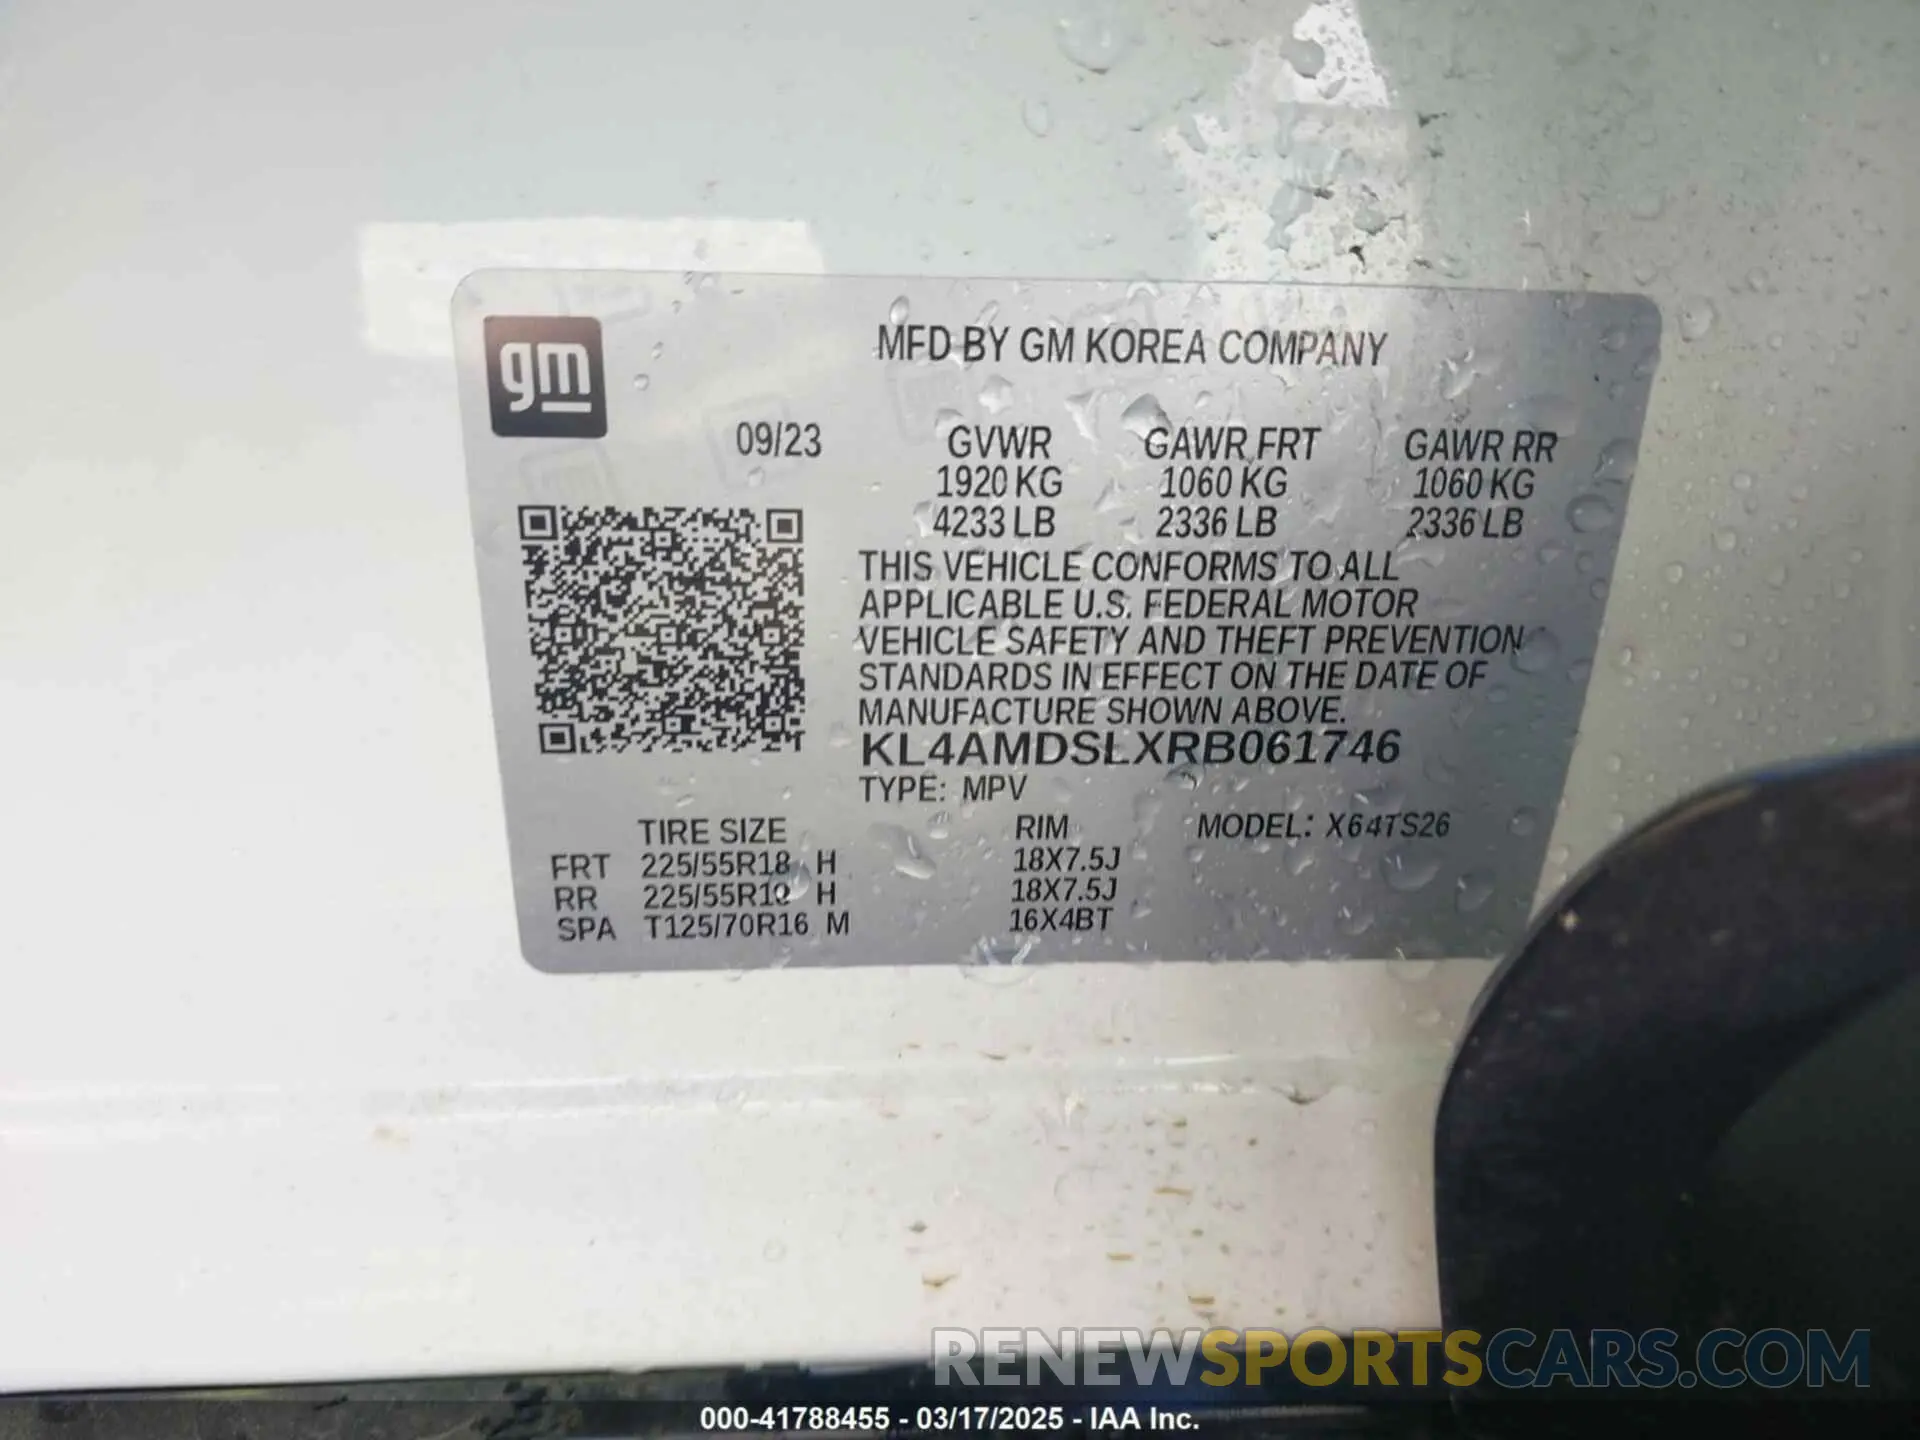 gm
MFD BY GM KOREA COMPANY
09/23 GVWR GAWR FRT GAWR RR
1920 KG 1060 KG 1060 KG
4233 LB 2336 LB 2336 LB
THIS VEHICLE CONFORMS TO ALL
APPLICABLE U.S. FEDERAL MOTOR
VEHICLE SAFETY AND THEFT PREVENTION
STANDARDS IN EFFECT ON THE DATE OF
MANUFACTURE SHOWN ABOVE.
KL4AMDSLXRB061746
TYPE: MPV
TIRE SIZE RIM MODEL: X64TS26
FRT 225/55R18 H 18X7.5J
RR 225/55R18 H 18X7.5J
SPA T125/70R16 M 16X4BT
RENEWSPORTSCARS.COM
000-41788455 - 03/17/2025 - IAA Inc.